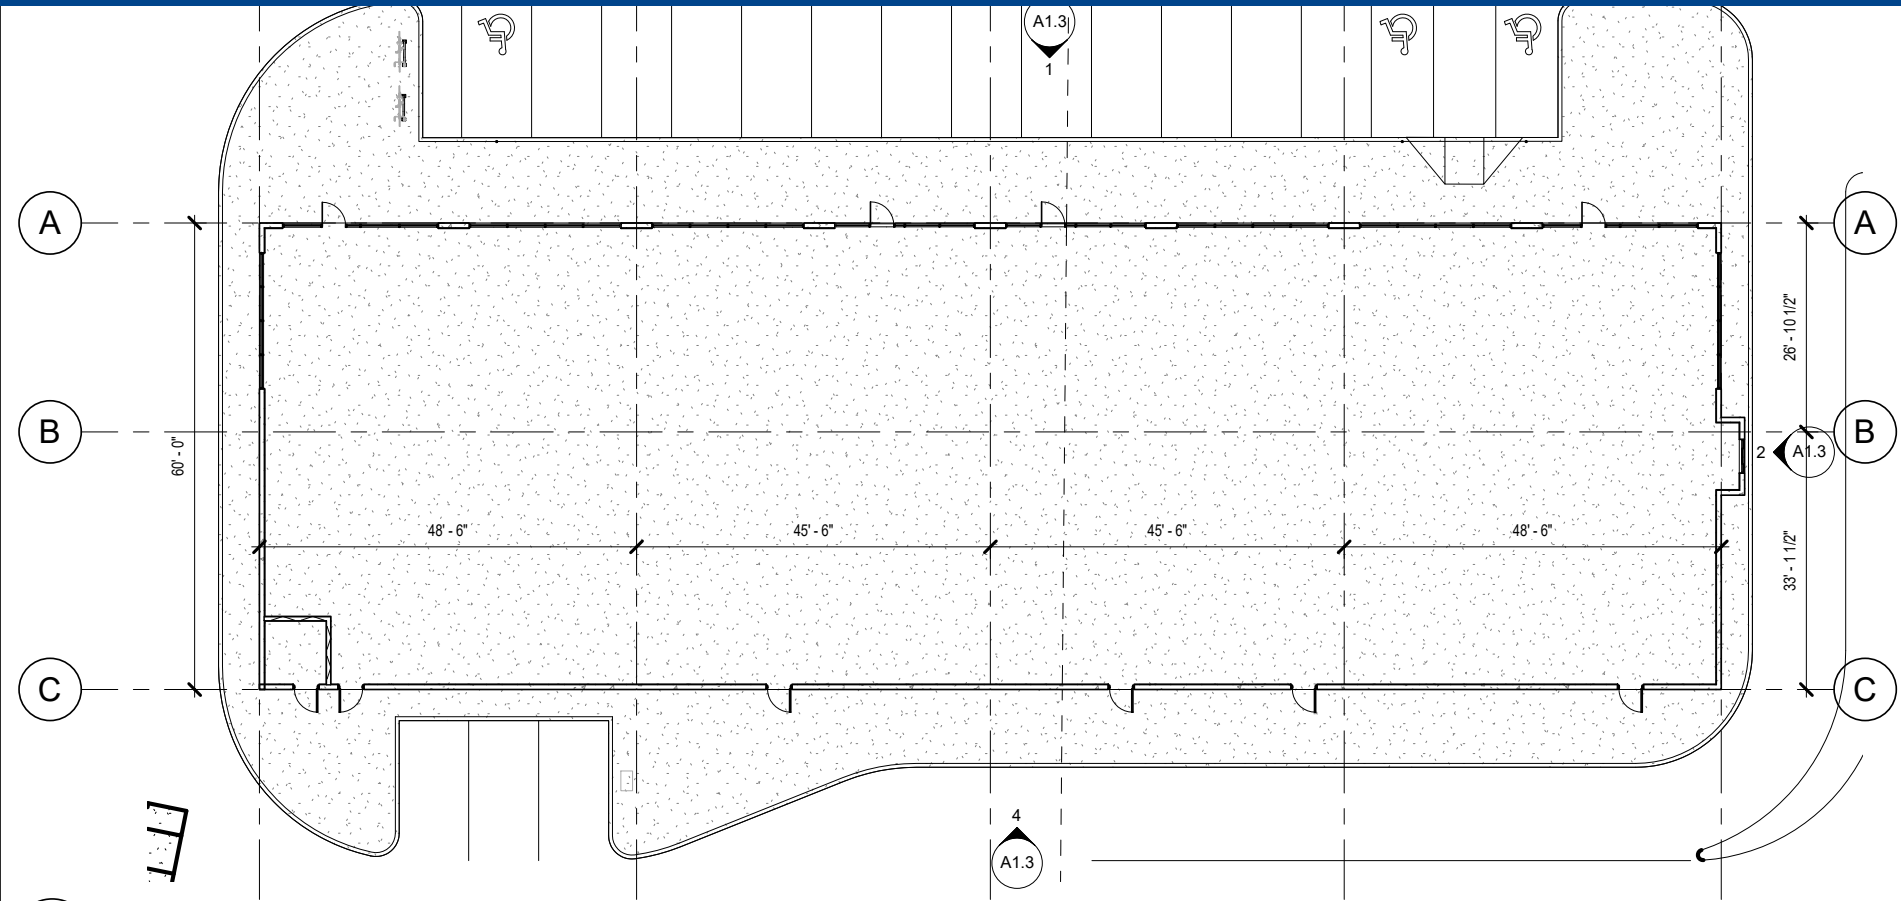 A1.3
1
A
A
26' - 10 1/2"
B
B
60' - 0"
2
A1.3
48' - 6"
45' - 6"
45' - 6"
48' - 6"
33' - 1 1/2"
C
C
4
A1.3